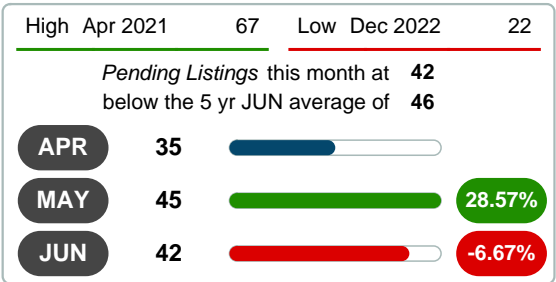 High Apr 2021 67 Low Dec 2022 22
Pending Listings this month at 42
below the 5 yr JUN average of 46
APR 35
MAY 45 28.57%
JUN 42 -6.67%